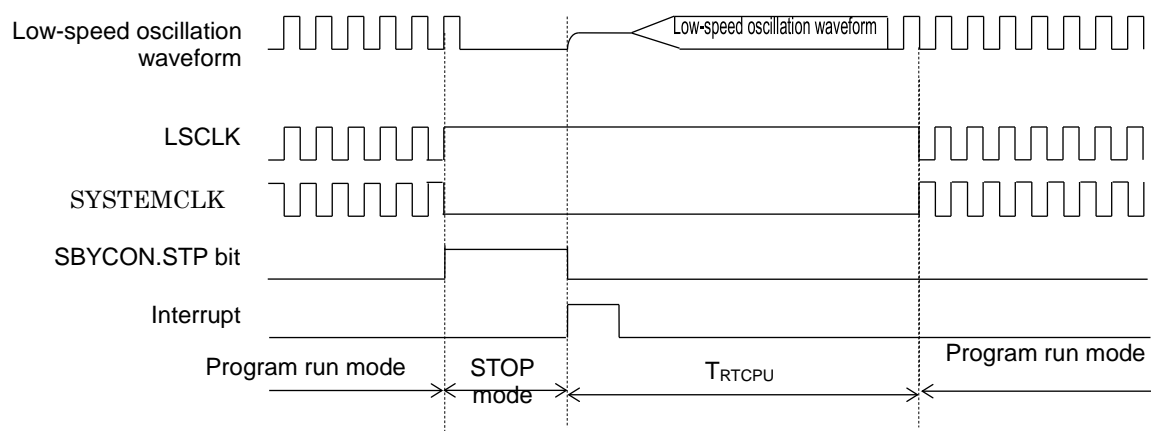 Low-speed oscillation
waveform
Low-speed oscillation waveform
LSCLK
SYSTEMCLK
SBYCON.STP bit
Interrupt
Program run mode
STOP
mode
TRTCPU
Program run mode